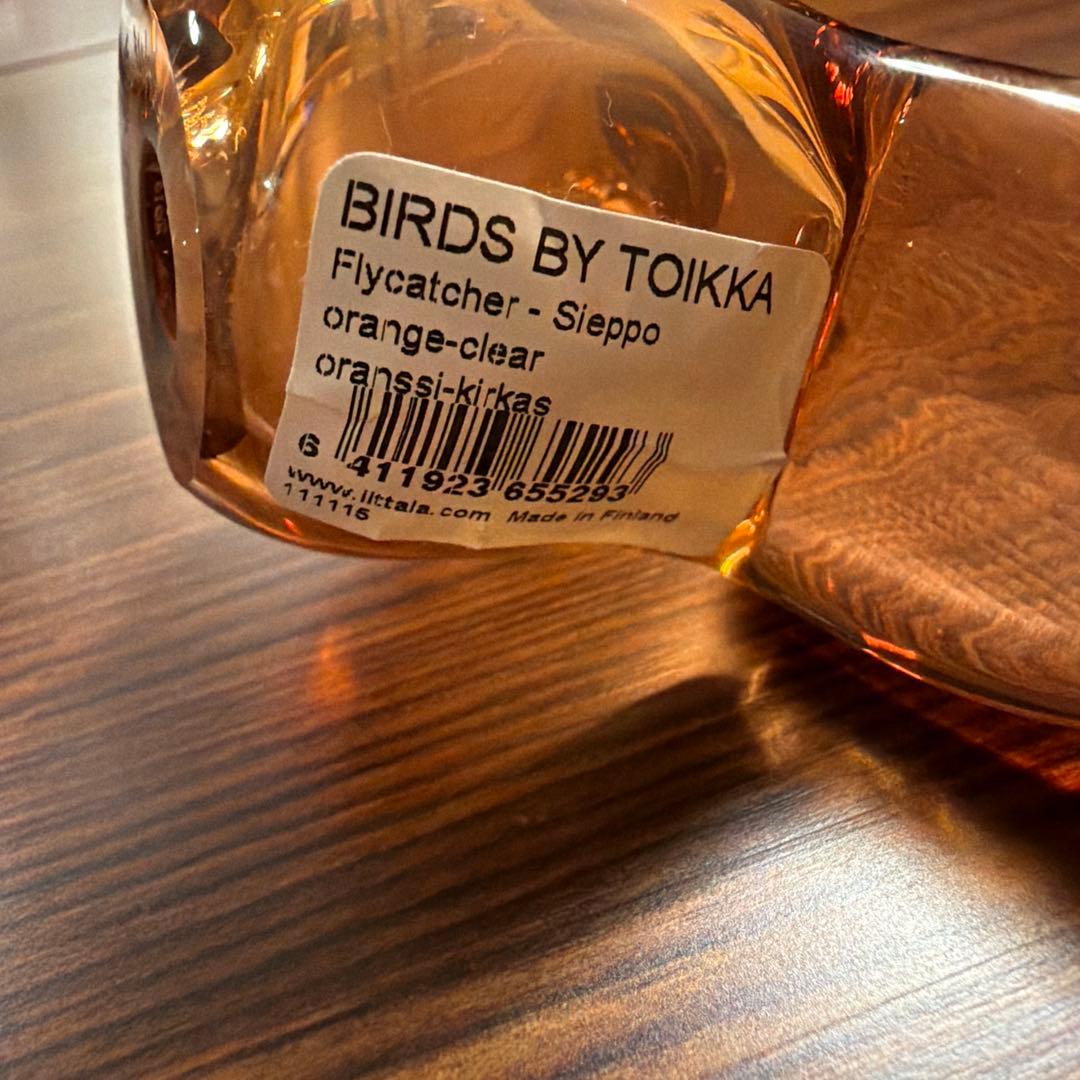 BIRDS BY TOIKKA
Flycatcher - Sieppo
orange-clear
oranssi-kirkas
6 411923 655293
www.iittala.com Made in Finland
111115